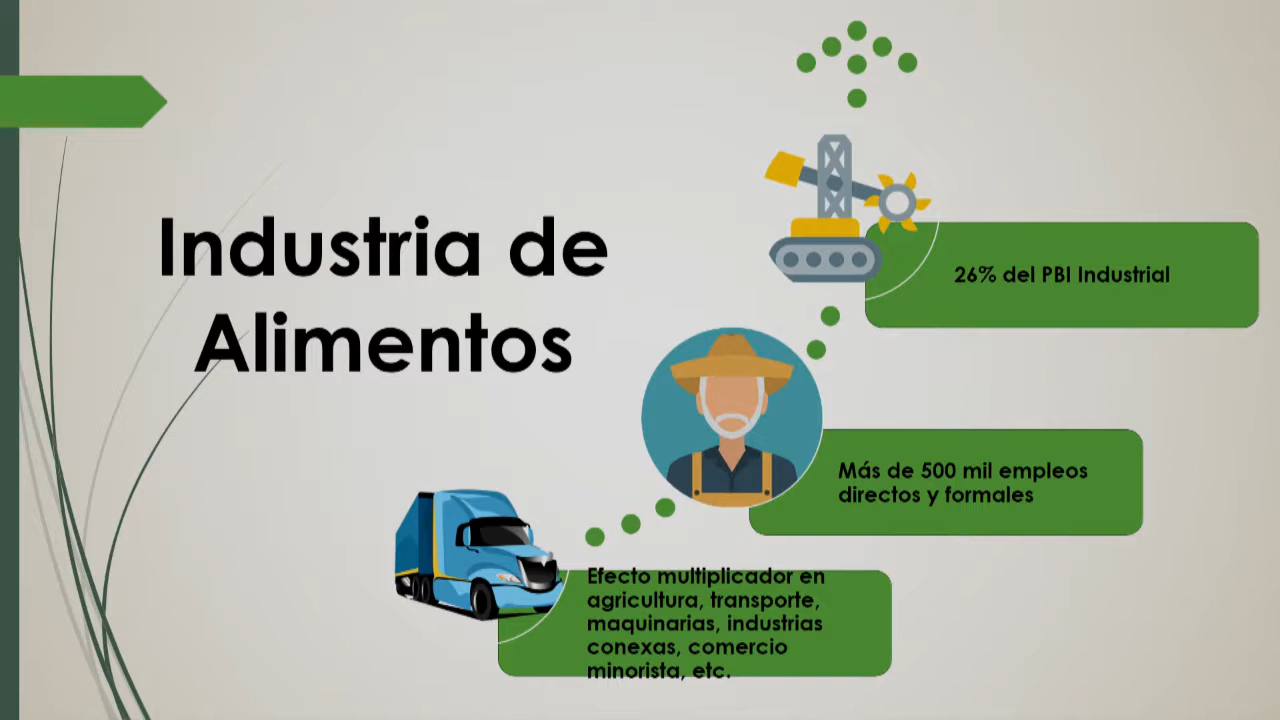 Industria de
Alimentos
26% del PBI Industrial
Más de 500 mil empleos
directos y formales
Efecto multiplicador en
agricultura, transporte,
maquinarias, industrias
conexas, comercio
minorista, etc.